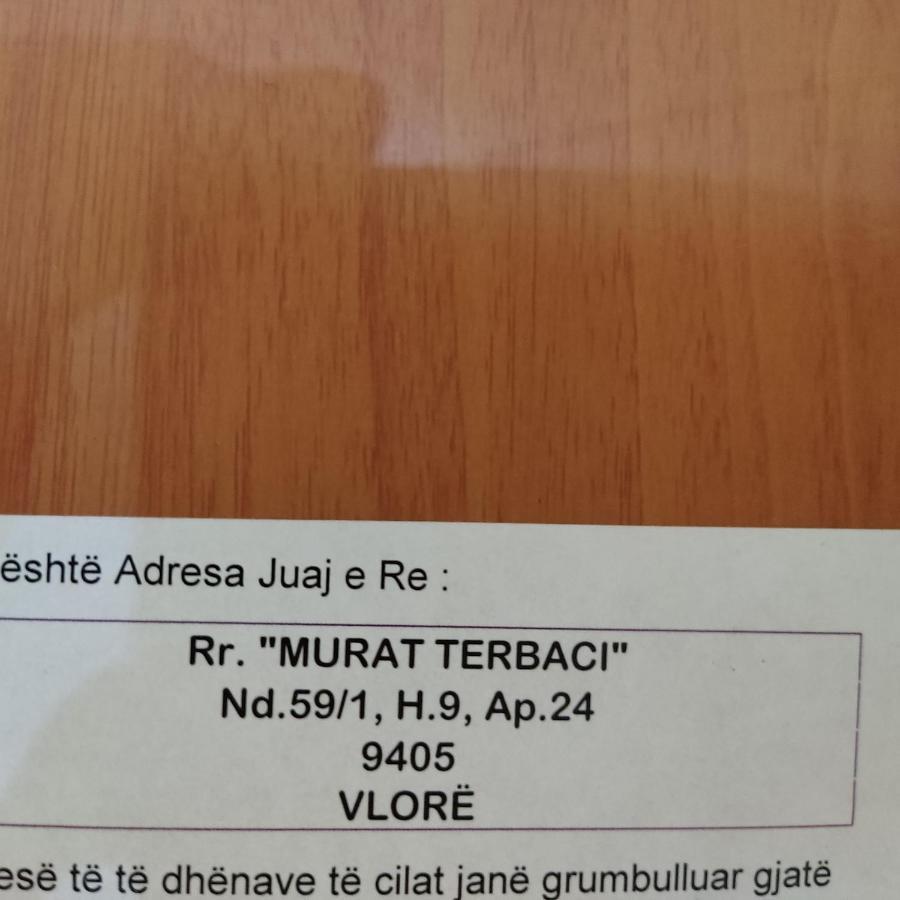 është Adresa Juaj e Re :
Rr. "MURAT TERBACI"
Nd.59/1, H.9, Ap.24
9405
VLORË
të të dhënave të cilat janë grumbulluar gjatë